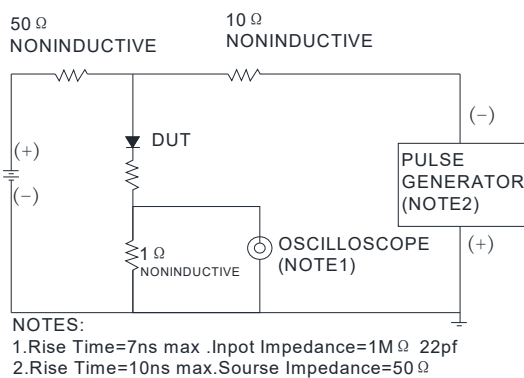 50 Ω
NONINDUCTIVE
10 Ω
NONINDUCTIVE
(+)
(−)
DUT
1 Ω
NONINDUCTIVE
OSCILLOSCOPE
(NOTE1)
(−)
PULSE
GENERATOR
(NOTE2)
(+)
NOTES:
1.Rise Time=7ns max .Inpot Impedance=1M Ω 22pf
2.Rise Time=10ns max.Sourse Impedance=50 Ω